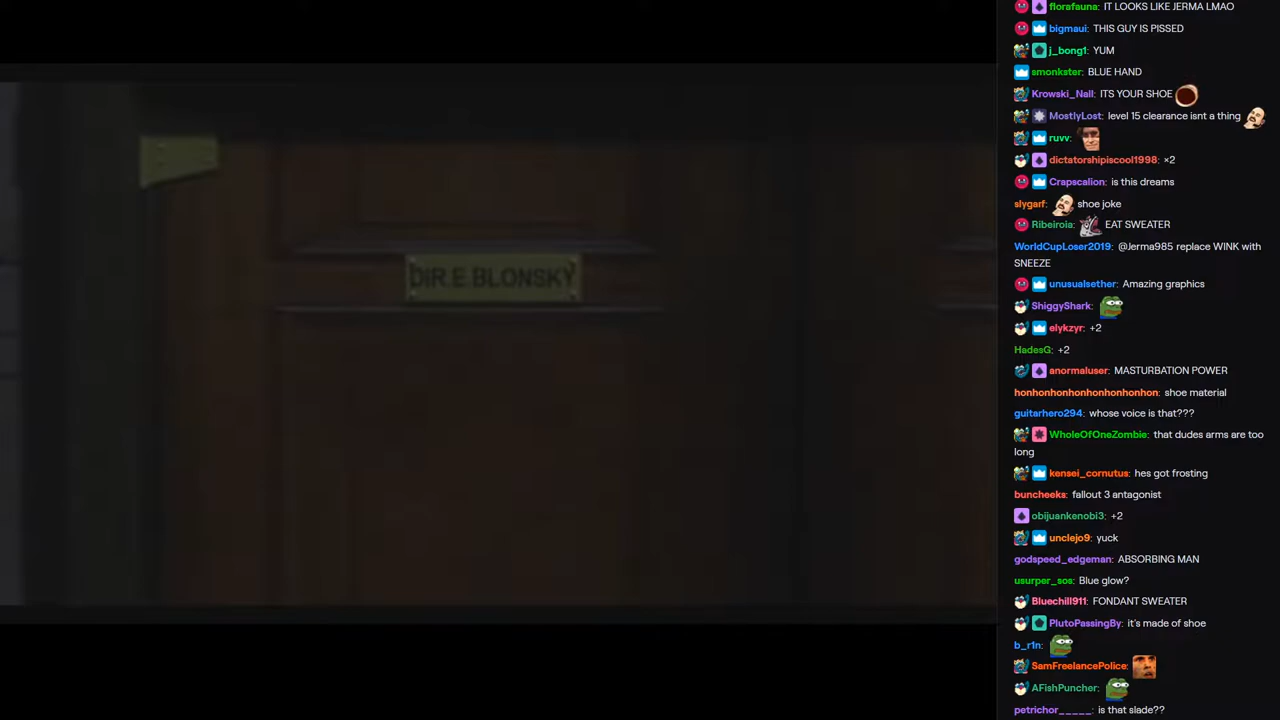 DIR.E.BLONSKY
florafauna: IT LOOKS LIKE JERMA LMAO
bigmaui: THIS GUY IS PISSED
j_bong1: YUM
smonkster: BLUE HAND
Krowski_Nall: ITS YOUR SHOE
MostlyLost: level 15 clearance isnt a thing
ruvv:
dictatorshipiscool1998: ×2
Crapscalion: is this dreams
slygarf: shoe joke
Ribeiroia: EAT SWEATER
WorldCupLoser2019: @Jerma985 replace WINK with
SNEEZE
unusualsether: Amazing graphics
ShiggyShark:
elykzyr: +2
HadesG: +2
anormaluser: MASTURBATION POWER
honhonhonhonhonhonhonhon: shoe material
guitarhero294: whose voice is that???
WholeOfOneZombie: that dudes arms are too
long
kensei_cornutus: hes got frosting
buncheeks: fallout 3 antagonist
obijuankenobi3: +2
unclejo9: yuck
godspeed_edgeman: ABSORBING MAN
usurper_sos: Blue glow?
Bluechill911: FONDANT SWEATER
PlutoPassingBy: it's made of shoe
b_r1n:
SamFreelancePolice:
AFishPuncher:
petrichor_____: is that slade??